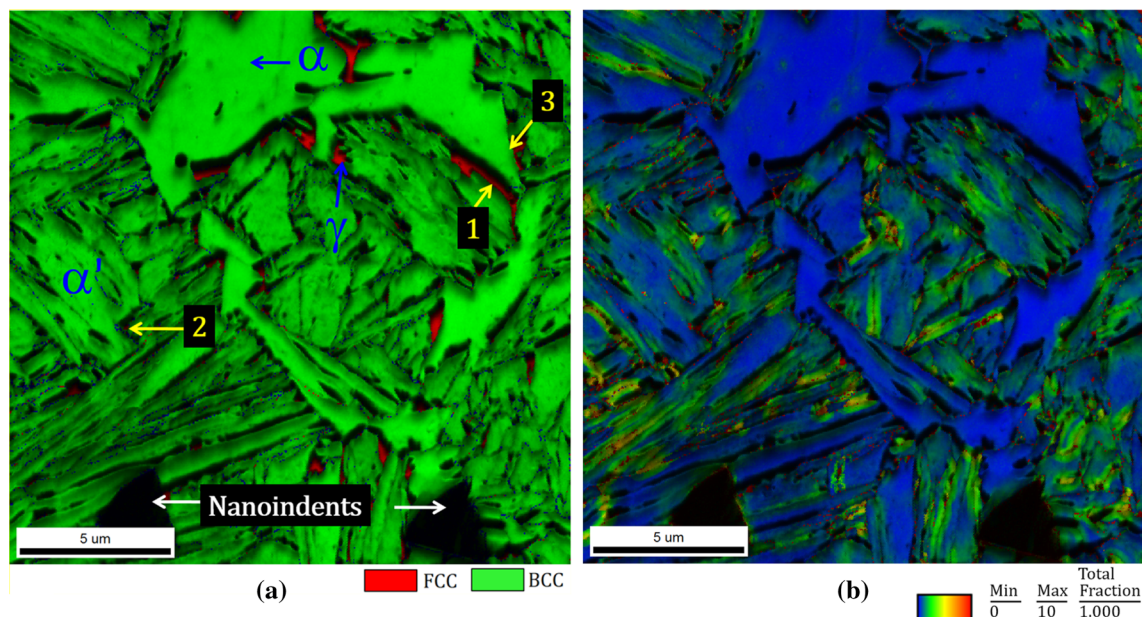 α
3
γ
1
α'
2
Nanoindents
5 um
5 um
(a)
FCC
BCC
(b)
Min Max Total Fraction
0 10 1.000